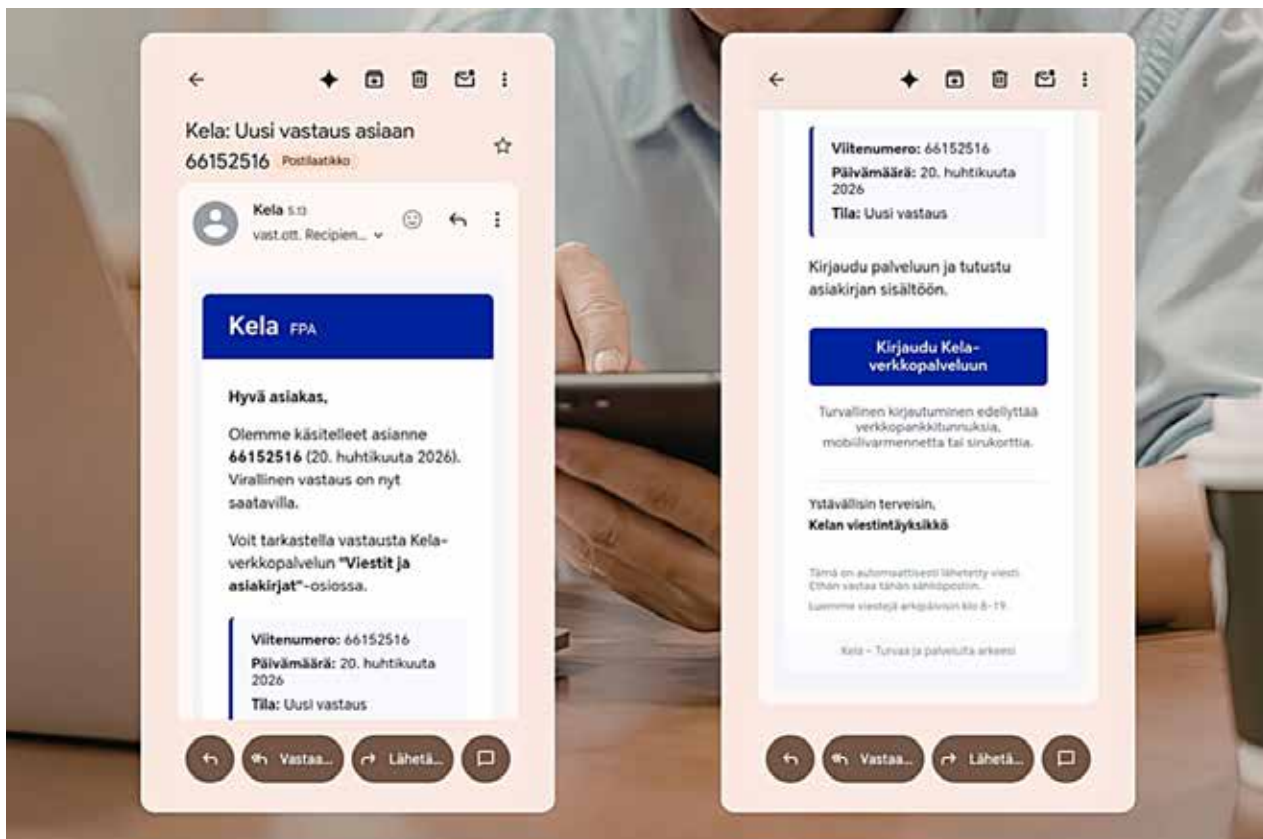 Kela: Uusi vastaus asiaan
66152516 Postilaatikko
Kela 5.13
vast.ott. Recipien...
Kela FPA
Hyvä asiakas,
Olemme käsitelleet asianne
66152516 (20. huhtikuuta 2026).
Virallinen vastaus on nyt
saatavilla.
Voit tarkastella vastausta Kela-
verkkopalvelun "Viestit ja
asiakirjat"-osiossa.
Viitenumero: 66152516
Päivämäärä: 20. huhtikuuta
2026
Tila: Uusi vastaus
Vastaa...
Lähetä...
Viitenumero: 66152516
Päivämäärä: 20. huhtikuuta
2026
Tila: Uusi vastaus
Kirjaudu palveluun ja tutustu
asiakirjan sisältöön.
Kirjaudu Kela-
verkkopalveluun
Turvallinen kirjautuminen edellyttää
verkkopankkitunnuksia,
mobiilivarmennetta tai sirukorttia.
Ystävällisin terveisin,
Kelan viestintäyksikkö
Tämä on automaattisesti lähetetty viesti.
Ethän vastaa tähän sähköpostiin.
Luemme viestejä arkipäivisin klo 8-19.
Kela – Turvaa ja palveluita arkeesi
Vastaa...
Lähetä...